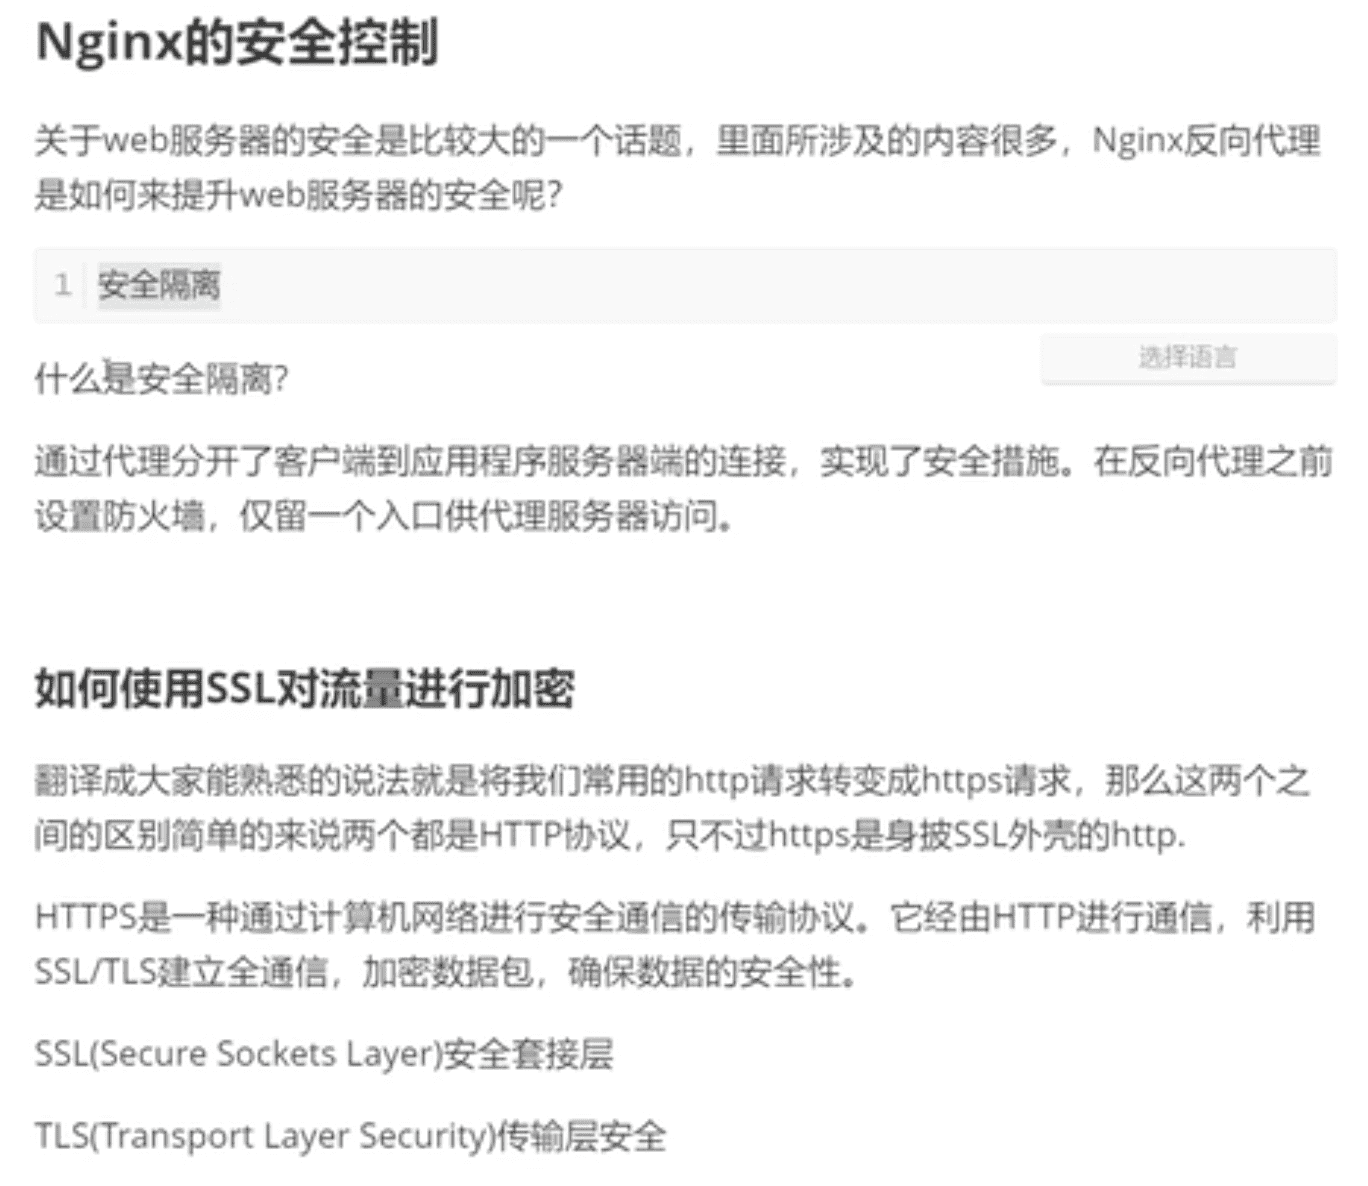 Nginx的安全控制
关于web服务器的安全是比较大的一个话题，里面所涉及的内容很多，Nginx反向代理
是如何来提升web服务器的安全呢？
1 安全隔离
选择语言
什么是安全隔离?
通过代理分开了客户端到应用程序服务器端的连接，实现了安全措施。在反向代理之前
设置防火墙，仅留一个入口供代理服务器访问。
如何使用SSL对流量进行加密
翻译成大家能熟悉的说法就是将我们常用的http请求转变成https请求，那么这两个之
间的区别简单的来说两个都是HTTP协议，只不过https是身披SSL外壳的http.
HTTPS是一种通过计算机网络进行安全通信的传输协议。它经由HTTP进行通信，利用
SSL/TLS建立全通信，加密数据包，确保数据的安全性。
SSL(Secure Sockets Layer)安全套接层
TLS(Transport Layer Security)传输层安全